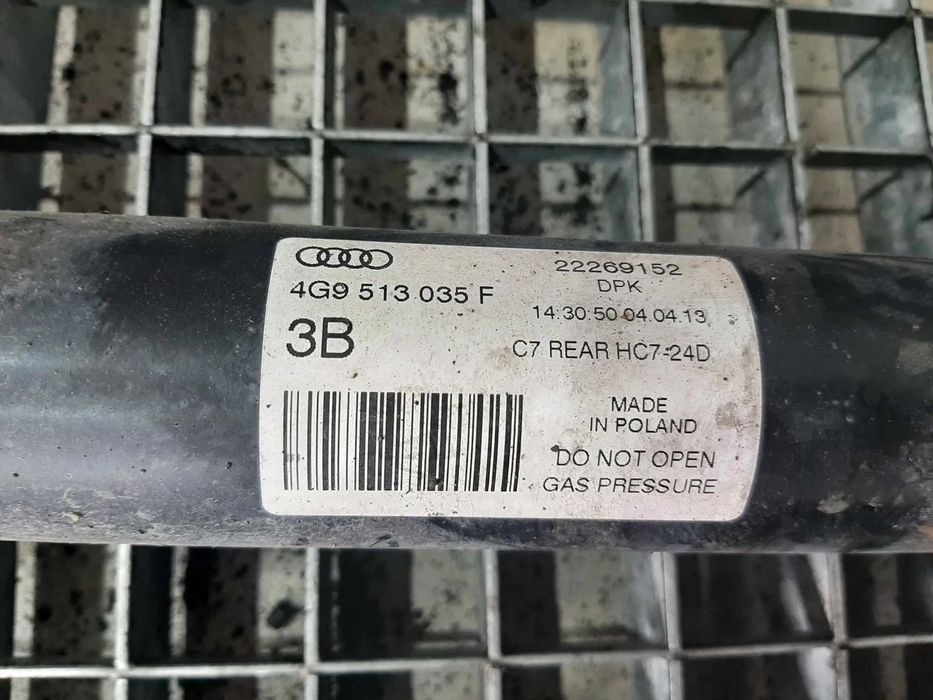 4G9 513 035 F
3B
22269152
DPK
14:30:50 04.04.13
C7 REAR HC7-24D
MADE
IN POLAND
DO NOT OPEN
GAS PRESSURE